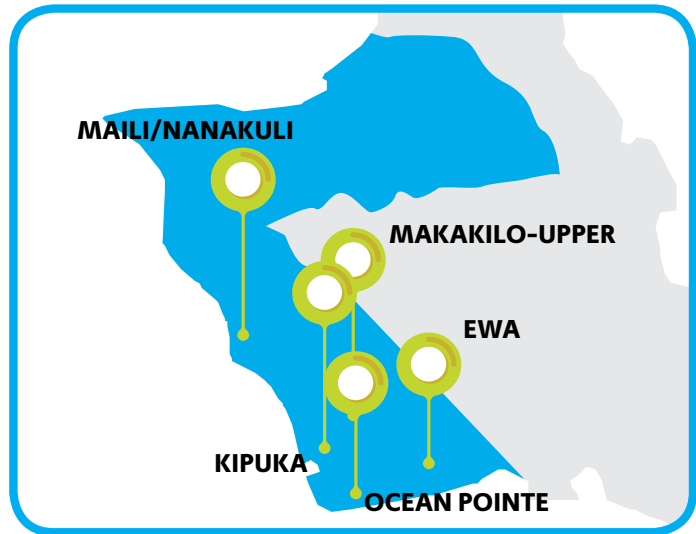 MAILI/NANAKULI
MAKAKILO-UPPER
EWA
KIPUKA
OCEAN POINTE